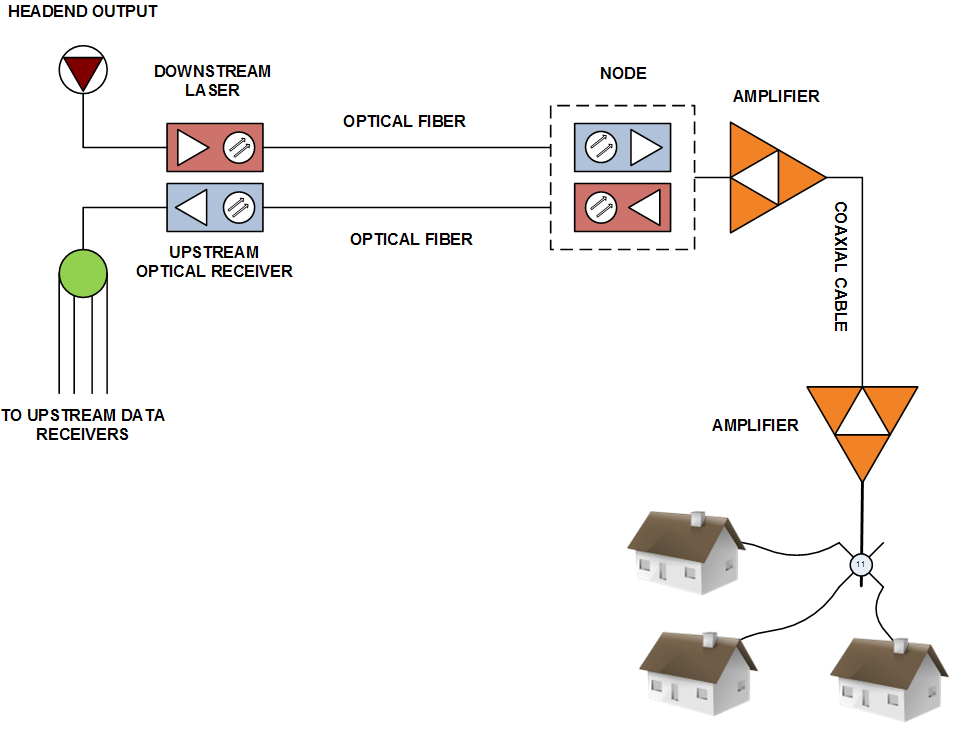 HEADEND OUTPUT
DOWNSTREAM
LASER
OPTICAL FIBER
NODE
AMPLIFIER
UPSTREAM
OPTICAL RECEIVER
OPTICAL FIBER
COAXIAL CABLE
TO UPSTREAM DATA
RECEIVERS
AMPLIFIER
11